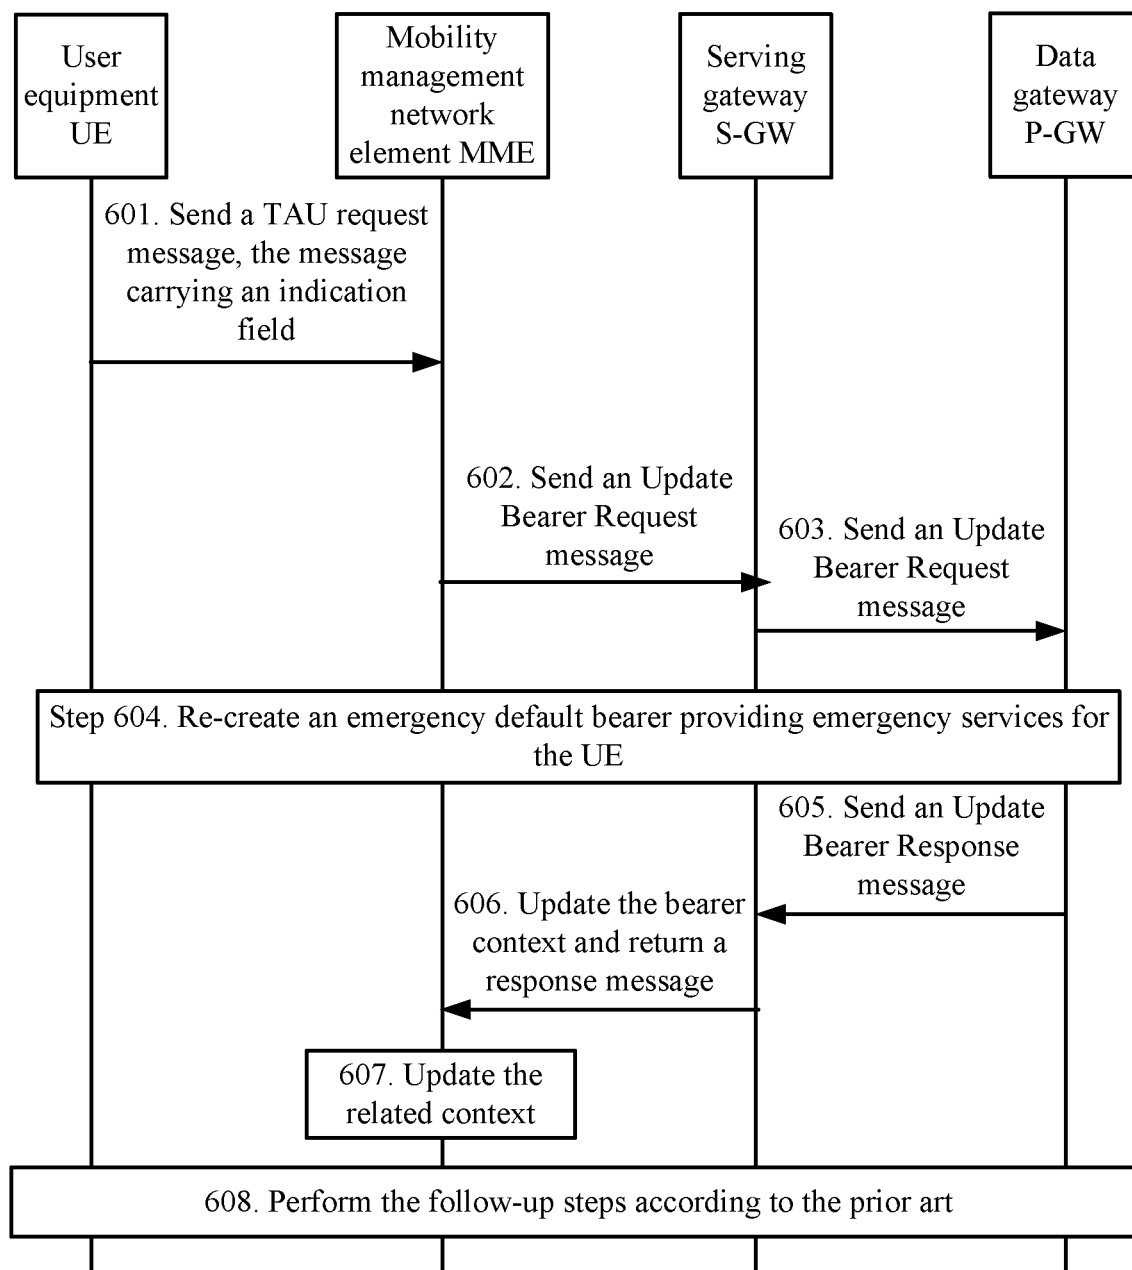 User
equipment
UE
Mobility
management
network
element MME
Serving
gateway
S-GW
Data
gateway
P-GW
601. Send a TAU request
message, the message
carrying an indication
field
602. Send an Update
Bearer Request
message
603. Send an Update
Bearer Request
message
Step 604. Re-create an emergency default bearer providing emergency services for
the UE
605. Send an Update
Bearer Response
message
606. Update the bearer
context and return a
response message
607. Update the
related context
608. Perform the follow-up steps according to the prior art